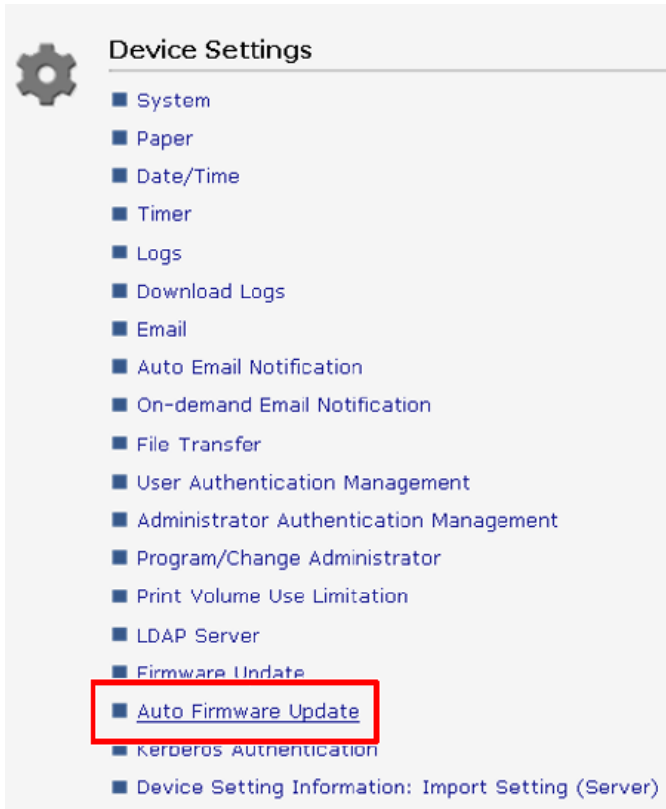 Device Settings
System
Paper
Date/Time
Timer
Logs
Download Logs
Email
Auto Email Notification
On-demand Email Notification
File Transfer
User Authentication Management
Administrator Authentication Management
Program/Change Administrator
Print Volume Use Limitation
LDAP Server
Firmware Update
Auto Firmware Update
Kerberos Authentication
Device Setting Information: Import Setting (Server)